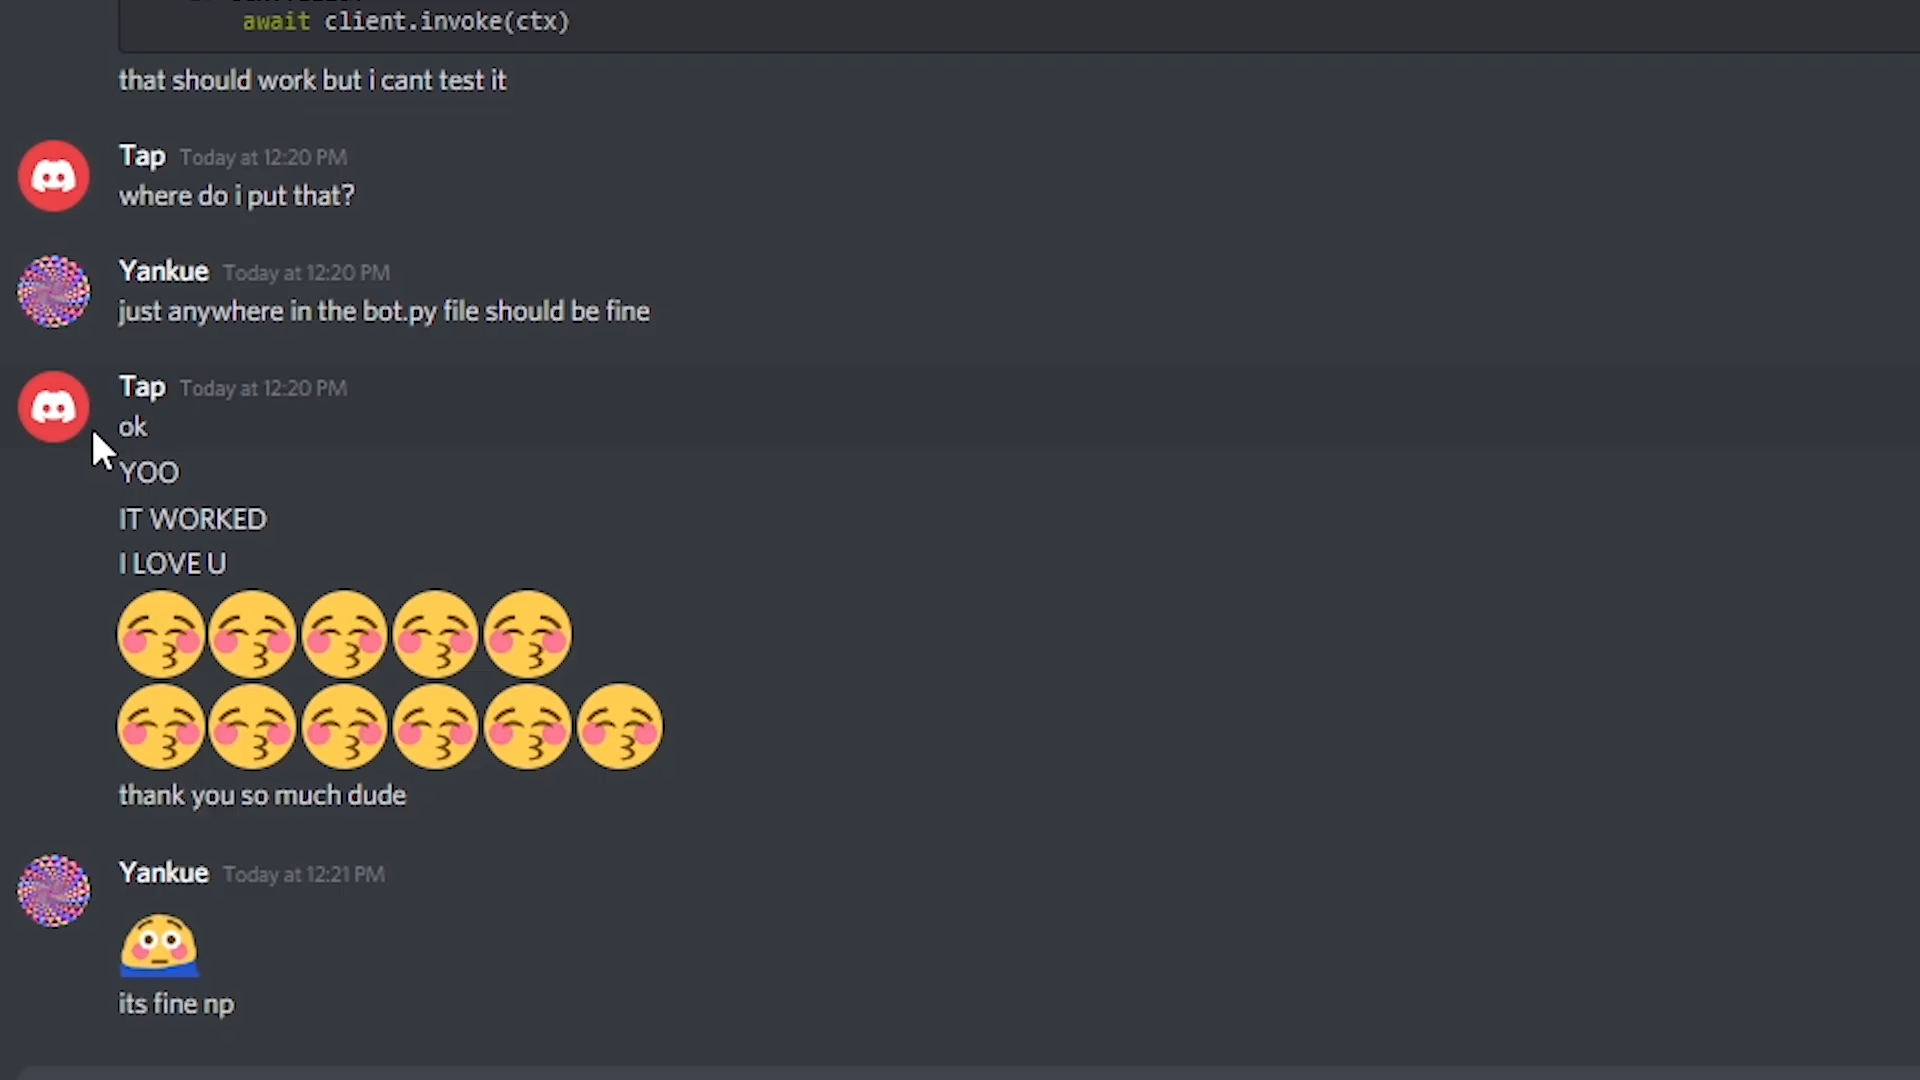 await client.invoke(ctx)
that should work but i cant test it
Tap Today at 12:20 PM
where do i put that?
Yankue Today at 12:20 PM
just anywhere in the bot.py file should be fine
Tap Today at 12:20 PM
ok
YOO
IT WORKED
I LOVE U
thank you so much dude
Yankue Today at 12:21 PM
its fine np